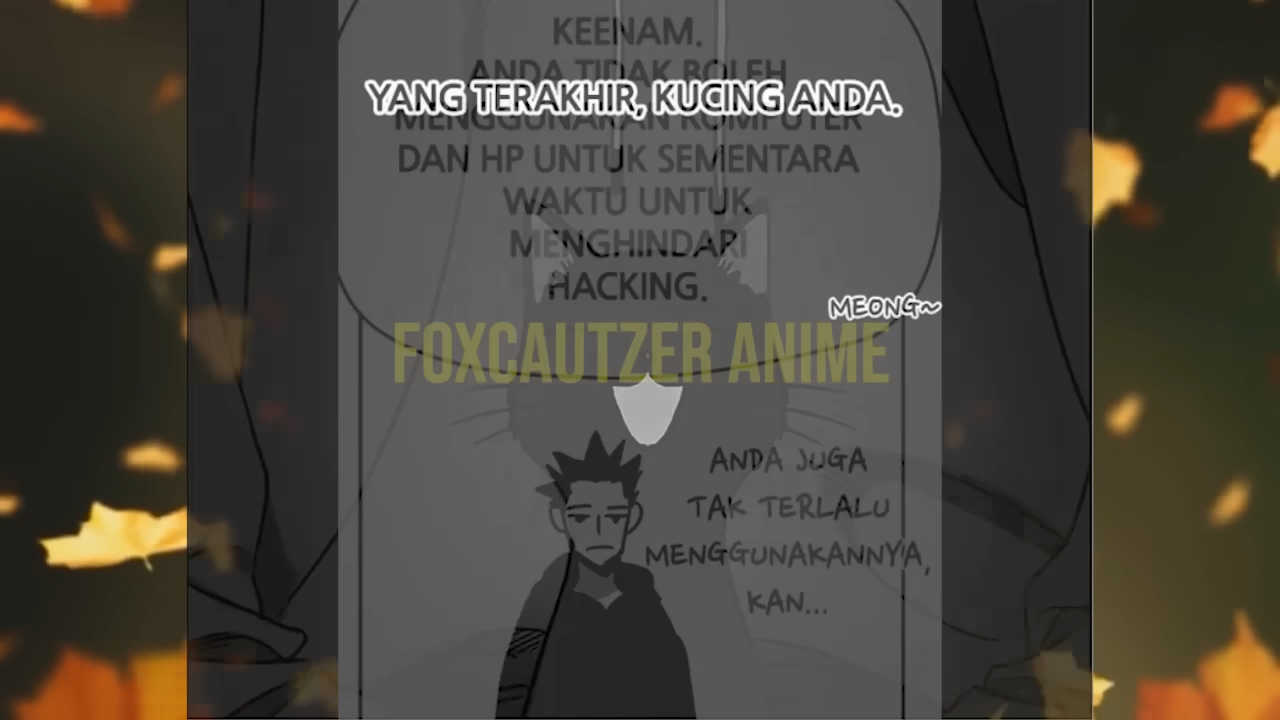 KEENAM.
ANDA TIDAK BOLEH
YANG TERAKHIR, KUCING ANDA.
MENGGUNAKAN KOMPUTER
DAN HP UNTUK SEMENTARA
WAKTU UNTUK
MENGHINDARI
HACKING.
MEONG~
FOXCAUTZER ANIME
ANDA JUGA
TAK TERLALU
MENGGUNAKANNYA,
KAN...